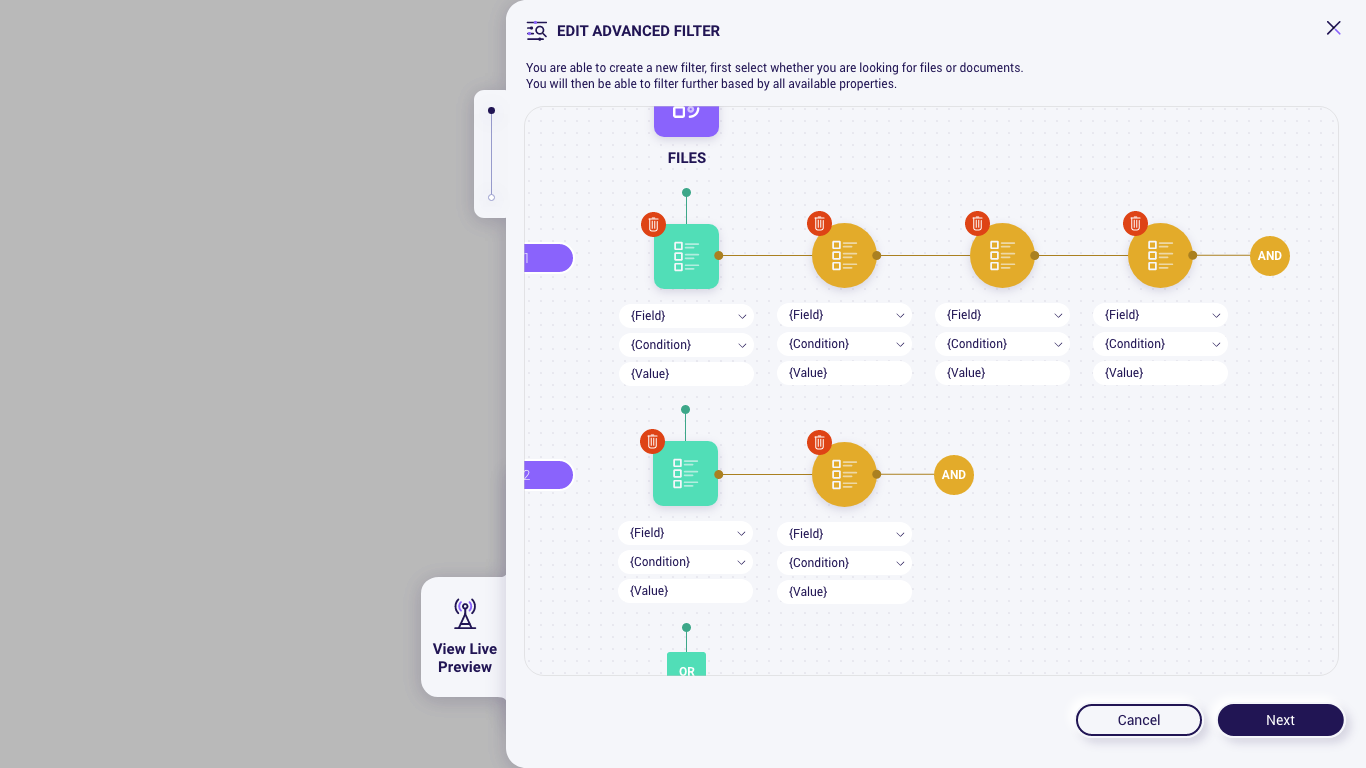 EDIT ADVANCED FILTER
You are able to create a new filter, first select whether you are looking for files or documents.
You will then be able to filter further based by all available properties.
FILES
1
AND
{Field}
{Field}
{Field}
{Field}
{Condition}
{Condition}
{Condition}
{Condition}
{Value}
{Value}
{Value}
{Value}
2
AND
{Field}
{Field}
{Condition}
{Condition}
{Value}
{Value}
View Live
Preview
OR
Cancel
Next